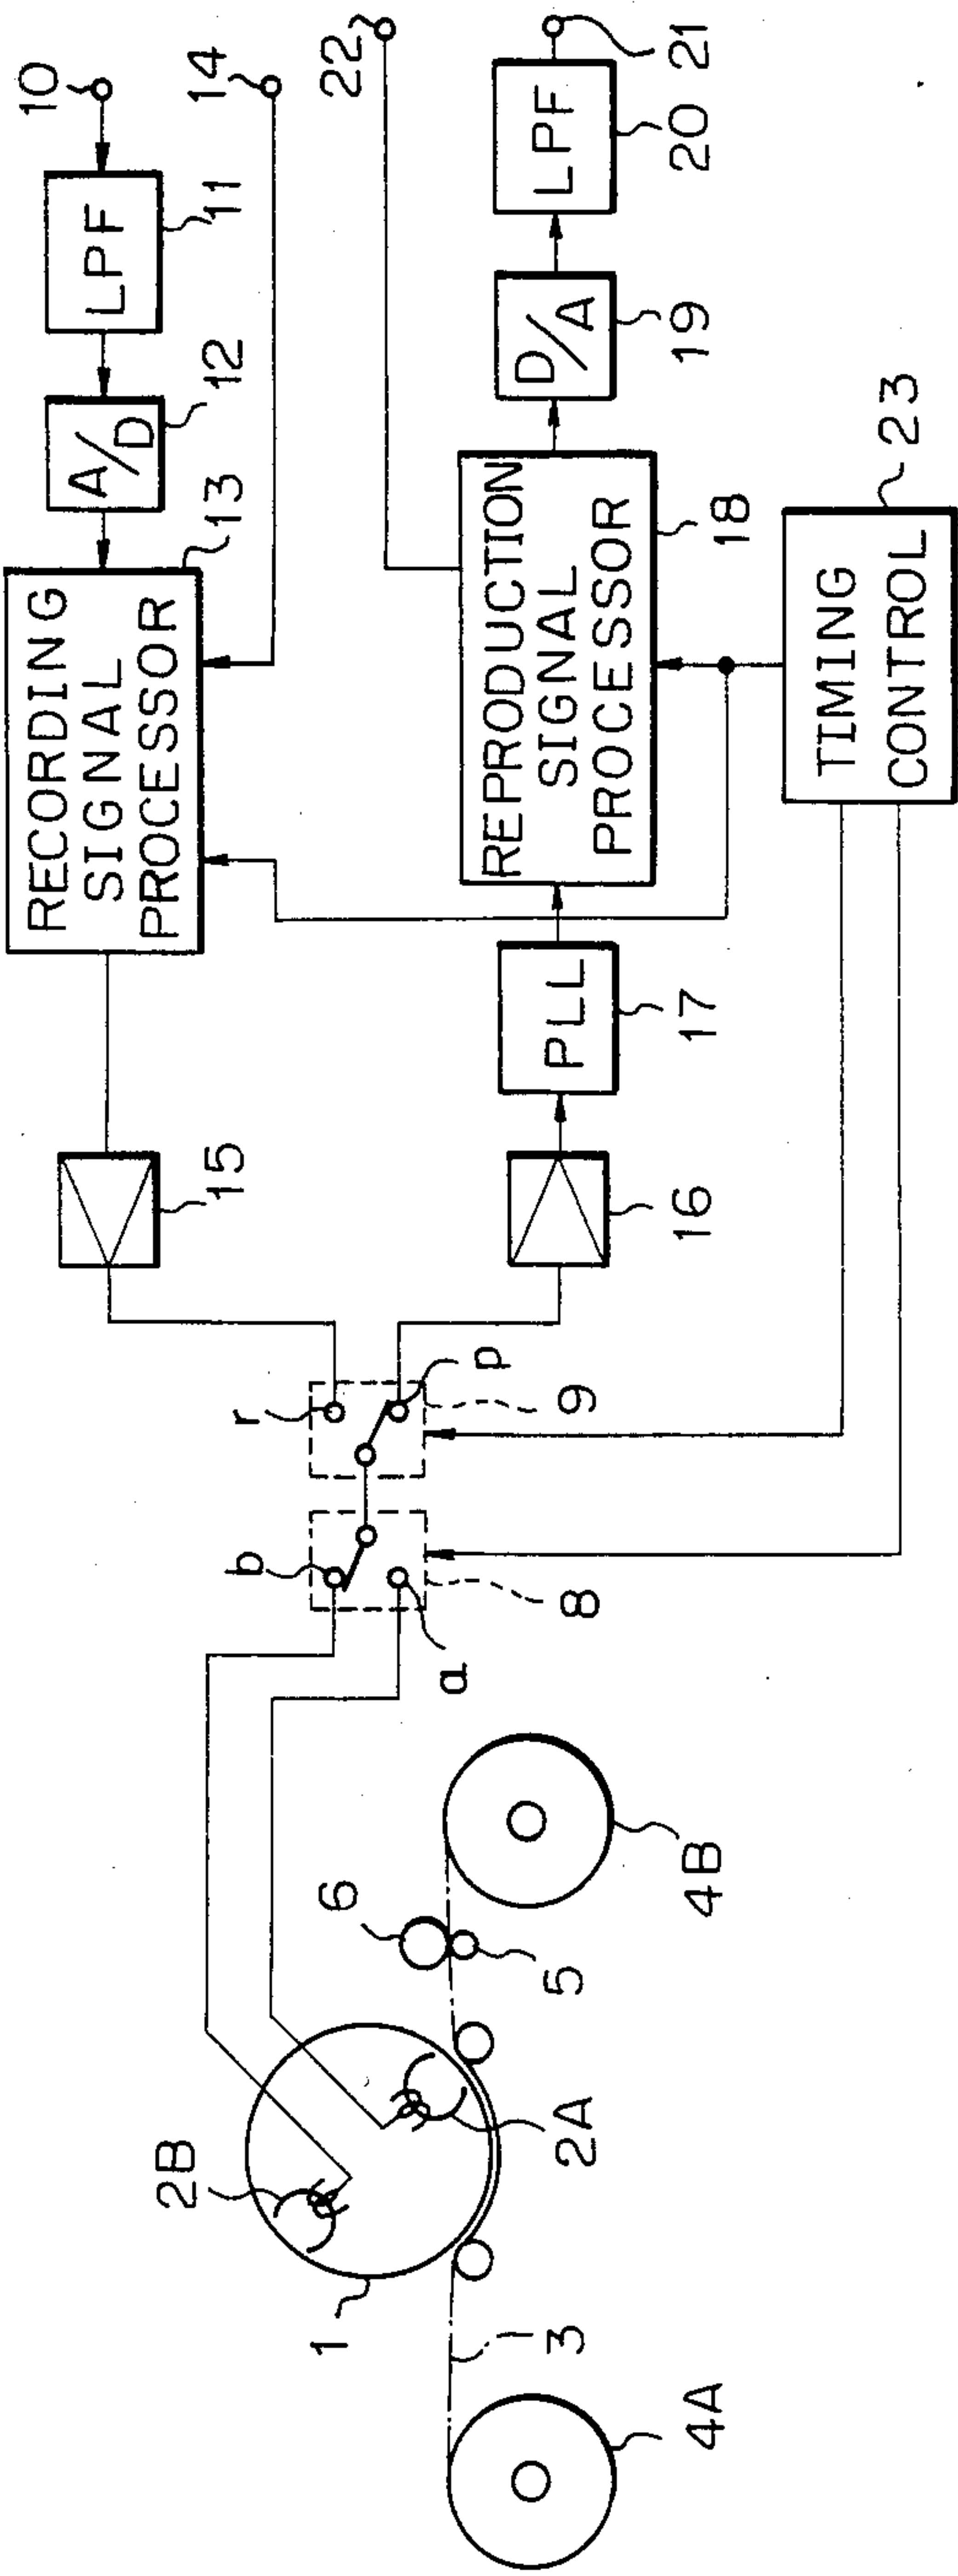 10
LPF
11
A/D
12
RECORDING
SIGNAL
PROCESSOR
13
14
15
r
b
2B
1
22
REPRODUCTION
SIGNAL
PROCESSOR
18
D/A
19
LPF
20
21
PLL
17
16
p
9
8
a
6
5
2A
3
4A
4B
TIMING
CONTROL
23